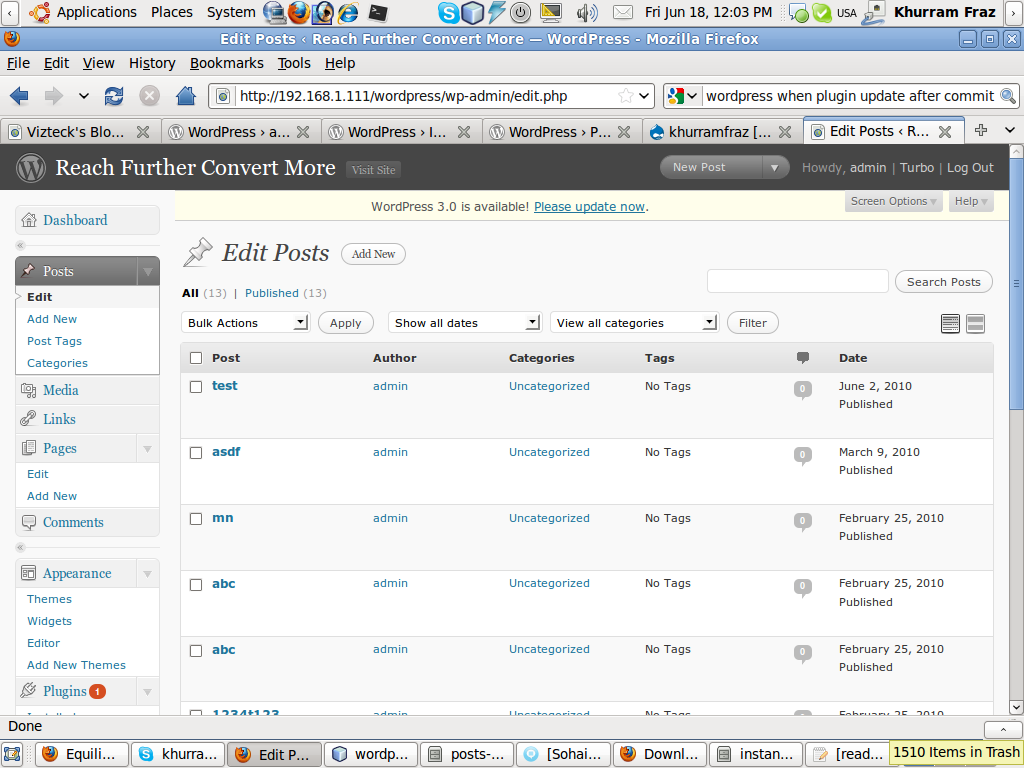 Applications Places System Fri Jun 18, 12:03 PM USA Khurram Fraz
Edit Posts ‹ Reach Further Convert More — WordPress - Mozilla Firefox
File Edit View History Bookmarks Tools Help
http://192.168.1.111/wordpress/wp-admin/edit.php wordpress when plugin update after commit
Vizteck's Blo... WordPress › a... WordPress › I... WordPress › P... khurramfraz [... Edit Posts ‹ R...
Reach Further Convert More Visit Site New Post Howdy, admin | Turbo | Log Out
WordPress 3.0 is available! Please update now. Screen Options Help
Dashboard
Edit Posts Add New
Posts
Search Posts
All (13) | Published (13)
Edit
Add New
Bulk Actions Apply Show all dates View all categories Filter
Post Tags
Categories
Post Author Categories Tags Date
test admin Uncategorized No Tags 0 June 2, 2010
Published
Media
Links
Pages
asdf admin Uncategorized No Tags 0 March 9, 2010
Published
Edit
Add New
mn admin Uncategorized No Tags 0 February 25, 2010
Published
Comments
Appearance
abc admin Uncategorized No Tags 0 February 25, 2010
Published
Themes
Widgets
Editor
abc admin Uncategorized No Tags 0 February 25, 2010
Published
Add New Themes
Plugins 1
1234t123 admin Uncategorized No Tags February 25, 2010
Done
Equili... khurra... Edit P... wordp... posts-... [Sohai... Downl... instan... [read... 1510 Items in Trash